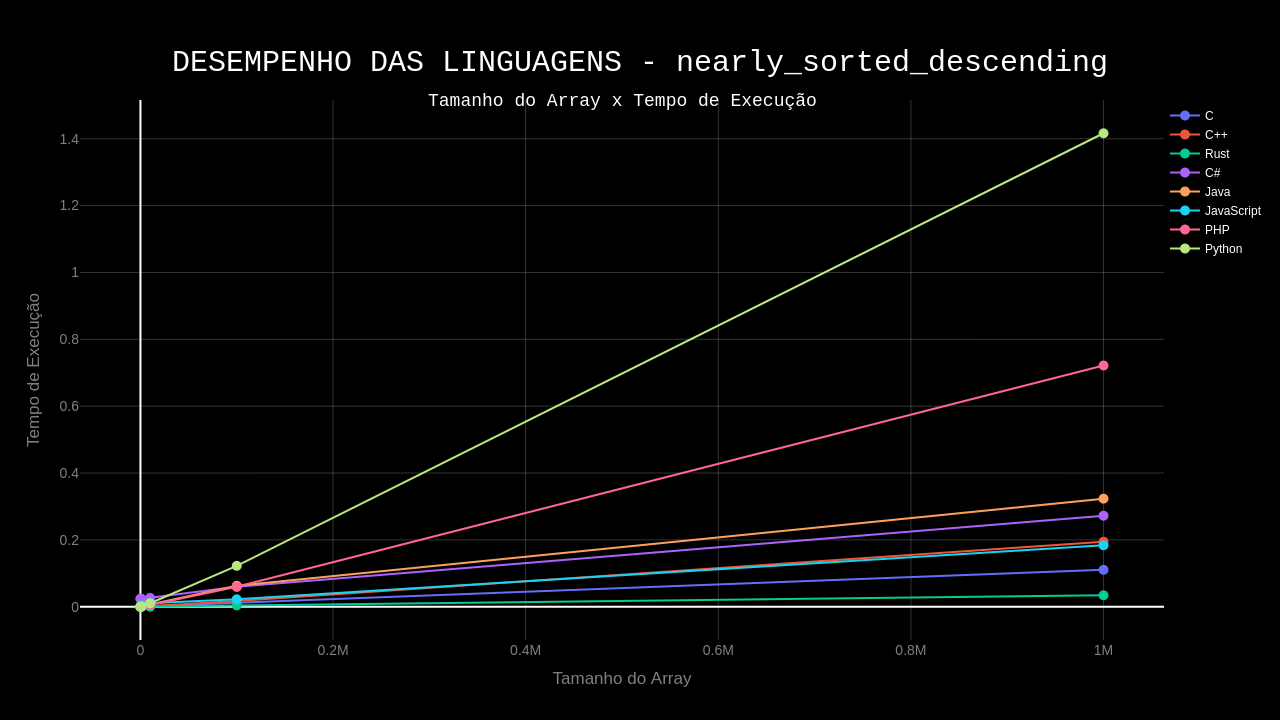 DESEMPENHO DAS LINGUAGENS - nearly_sorted_descending
Tamanho do Array x Tempo de Execução
C
C++
Rust
C#
Java
JavaScript
PHP
Python
Tempo de Execução
1.4
1.2
1
0.8
0.6
0.4
0.2
0
0
0.2M
0.4M
0.6M
0.8M
1M
Tamanho do Array